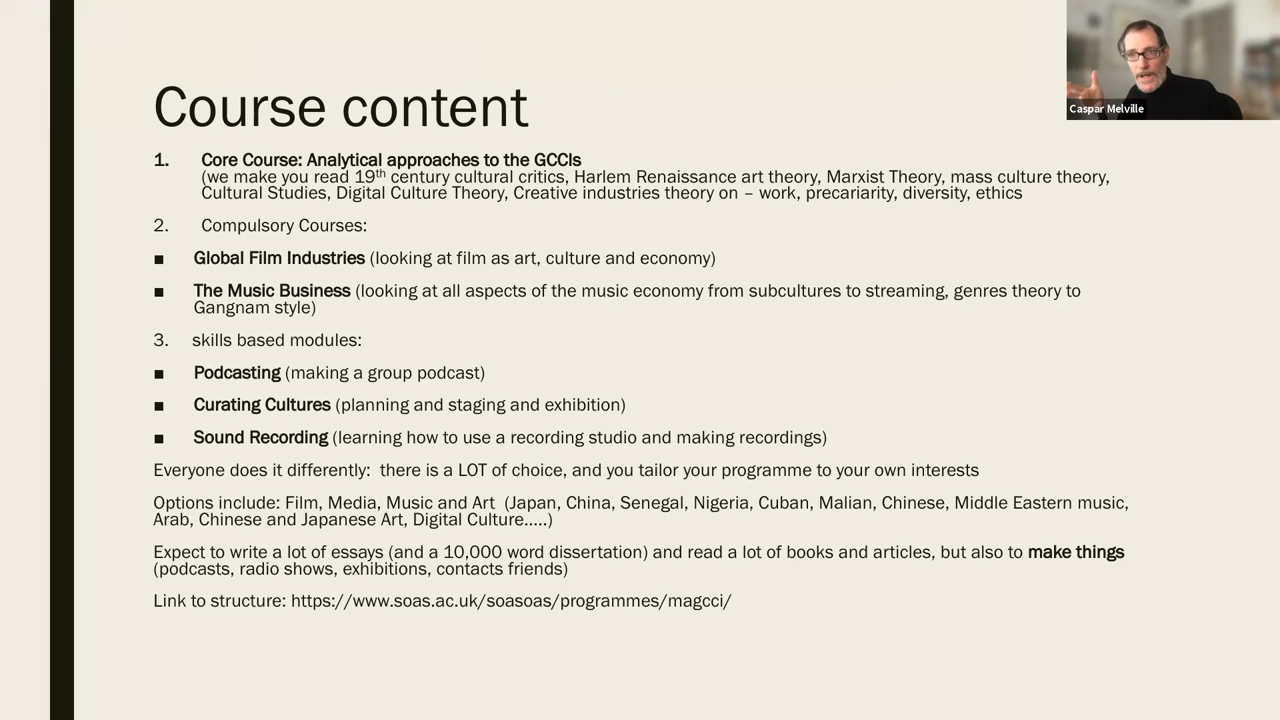 Caspar Melville
Course content
1. Core Course: Analytical approaches to the GCCIs
(we make you read 19th century cultural critics, Harlem Renaissance art theory, Marxist Theory, mass culture theory,
Cultural Studies, Digital Culture Theory, Creative industries theory on – work, precariity, diversity, ethics
2. Compulsory Courses:
■ Global Film Industries (looking at film as art, culture and economy)
■ The Music Business (looking at all aspects of the music economy from subcultures to streaming, genres theory to
Gangnam style)
3. skills based modules:
■ Podcasting (making a group podcast)
■ Curating Cultures (planning and staging and exhibition)
■ Sound Recording (learning how to use a recording studio and making recordings)
Everyone does it differently: there is a LOT of choice, and you tailor your programme to your own interests
Options include: Film, Media, Music and Art (Japan, China, Senegal, Nigeria, Cuban, Malian, Chinese, Middle Eastern music,
Arab, Chinese and Japanese Art, Digital Culture.....)
Expect to write a lot of essays (and a 10,000 word dissertation) and read a lot of books and articles, but also to make things
(podcasts, radio shows, exhibitions, contacts friends)
Link to structure: https://www.soas.ac.uk/soasoas/programmes/magcci/